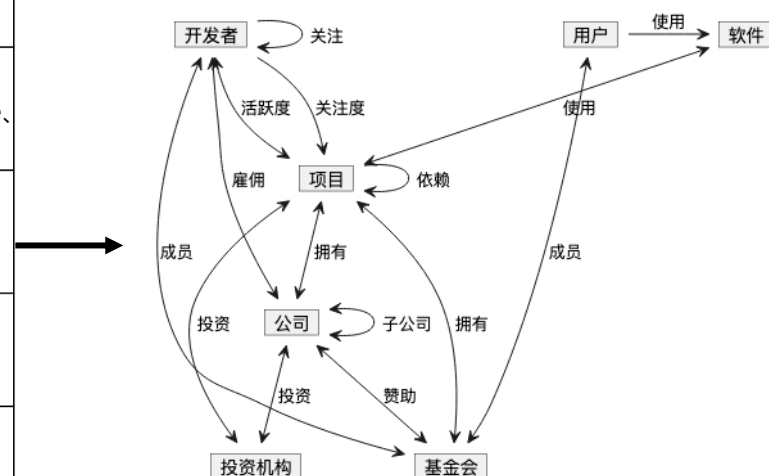 开发者
关注
用户
使用
软件
、
活跃度
关注度
使用
雇佣
项目
依赖
成员
拥有
成员
投资
公司
子公司
拥有
投资
赞助
投资机构
基金会